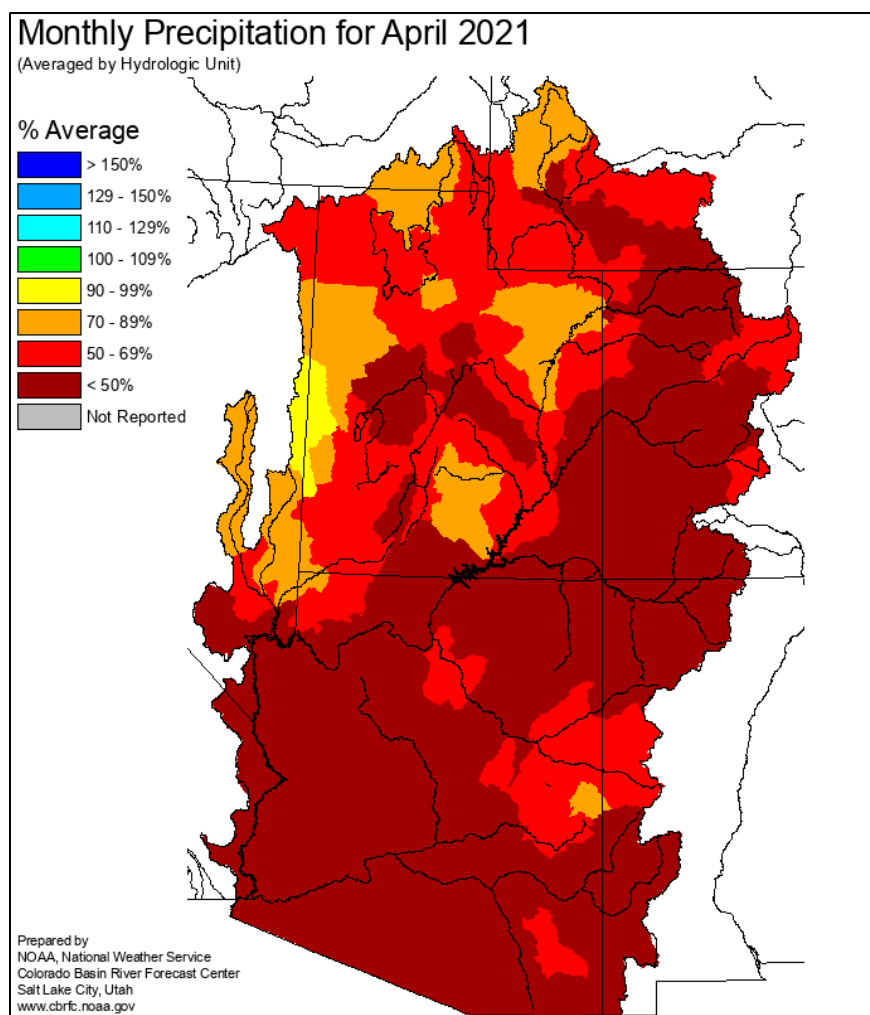 Monthly Precipitation for April 2021
(Averaged by Hydrologic Unit)
% Average
> 150%
129 - 150%
110 - 129%
100 - 109%
90 - 99%
70 - 89%
50 - 69%
< 50%
Not Reported
Prepared by
NOAA, National Weather Service
Colorado Basin River Forecast Center
Salt Lake City, Utah
www.cbrfc.noaa.gov